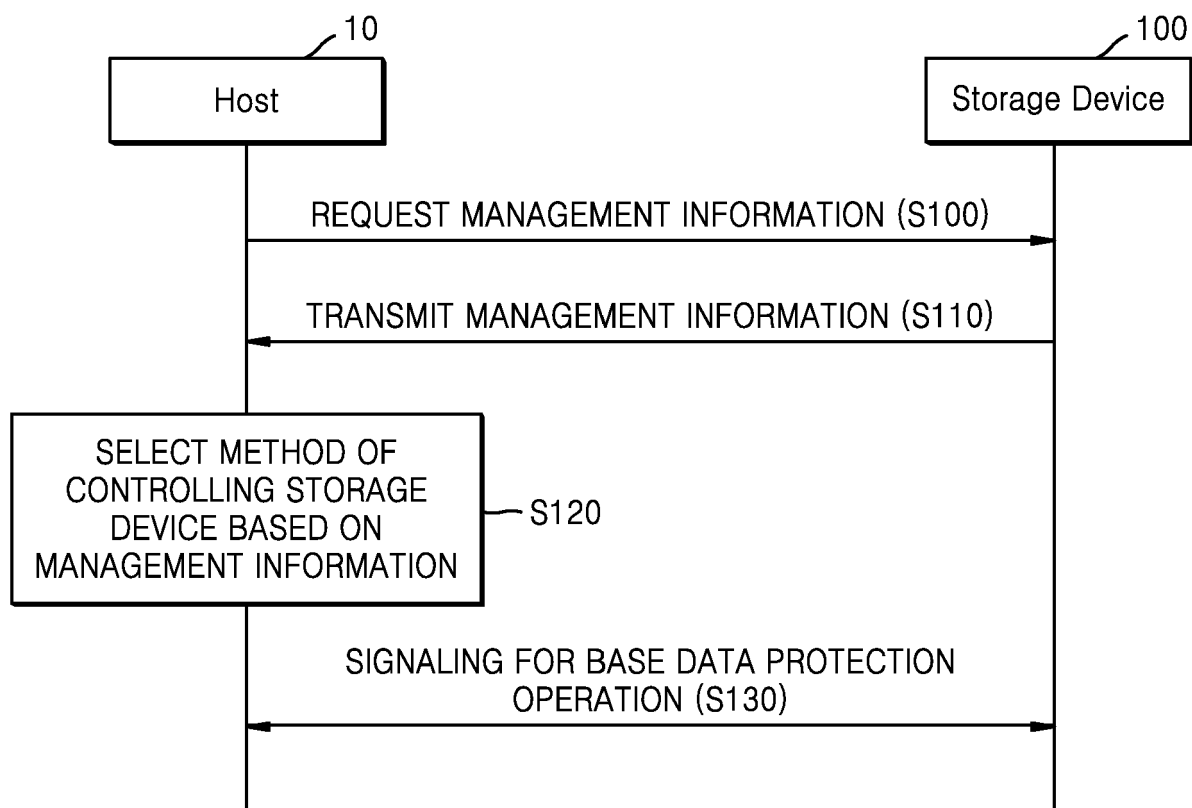 10
100
Host
Storage Device
REQUEST MANAGEMENT INFORMATION (S100)
TRANSMIT MANAGEMENT INFORMATION (S110)
SELECT METHOD OF
CONTROLLING STORAGE
DEVICE BASED ON
MANAGEMENT INFORMATION
S120
SIGNALING FOR BASE DATA PROTECTION
OPERATION (S130)